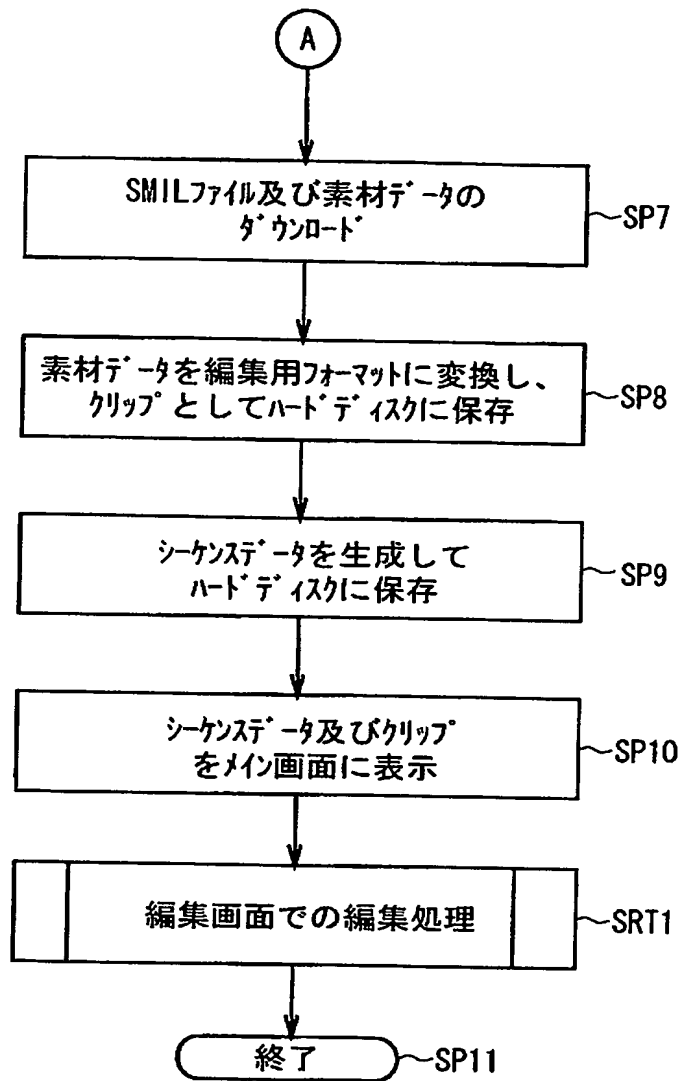 A
SMILファイル及び素材データの
ダウンロード
SP7
素材データを編集用フォーマットに変換し、
クリップとしてハードディスクに保存
SP8
シーケンスデータを生成して
ハードディスクに保存
SP9
シーケンスデータ及びクリップ
をメイン画面に表示
SP10
編集画面での編集処理
SRT1
終了
SP11